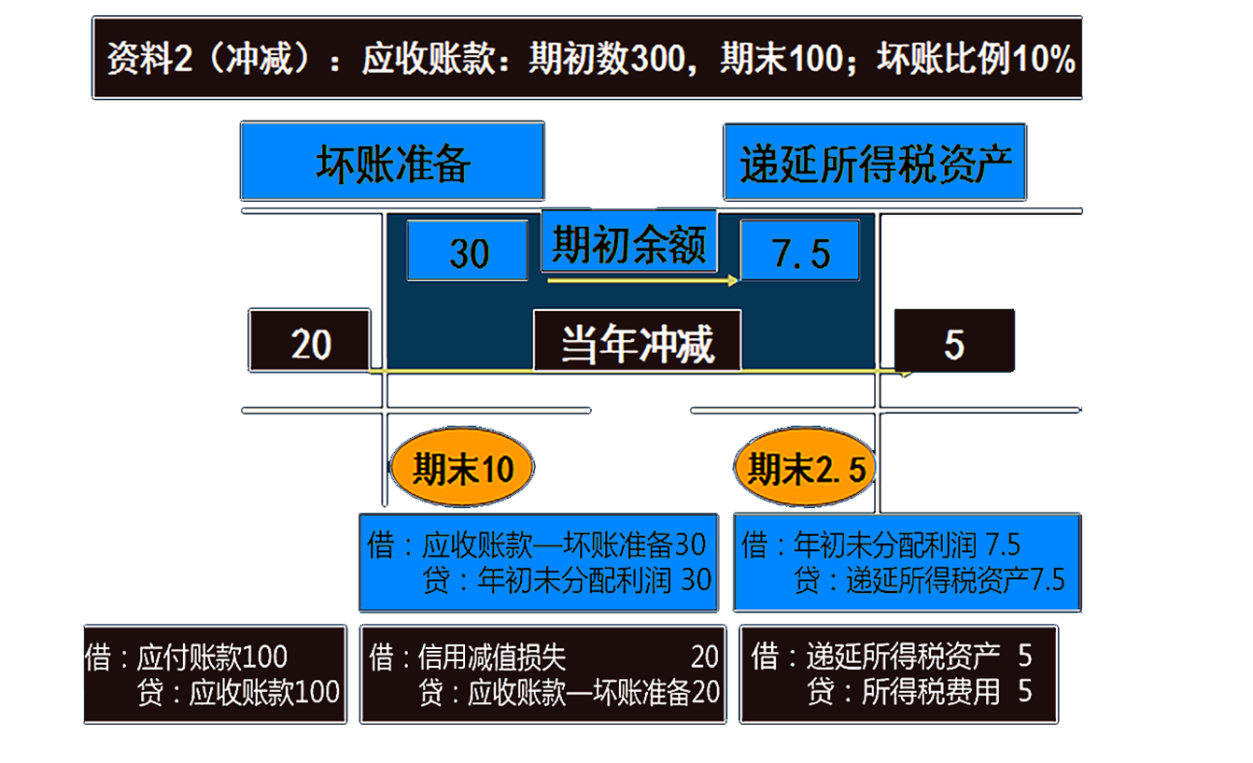 资料2（冲减）：应收账款：期初数300，期末100；坏账比例10%
坏账准备
递延所得税资产
30
期初余额
7.5
20
当年冲减
5
期末10
期末2.5
借：应收账款—坏账准备30
贷：年初未分配利润 30
借：年初未分配利润 7.5
贷：递延所得税资产7.5
借：应付账款100
贷：应收账款100
借：信用减值损失 20
贷：应收账款—坏账准备20
借：递延所得税资产 5
贷：所得税费用 5